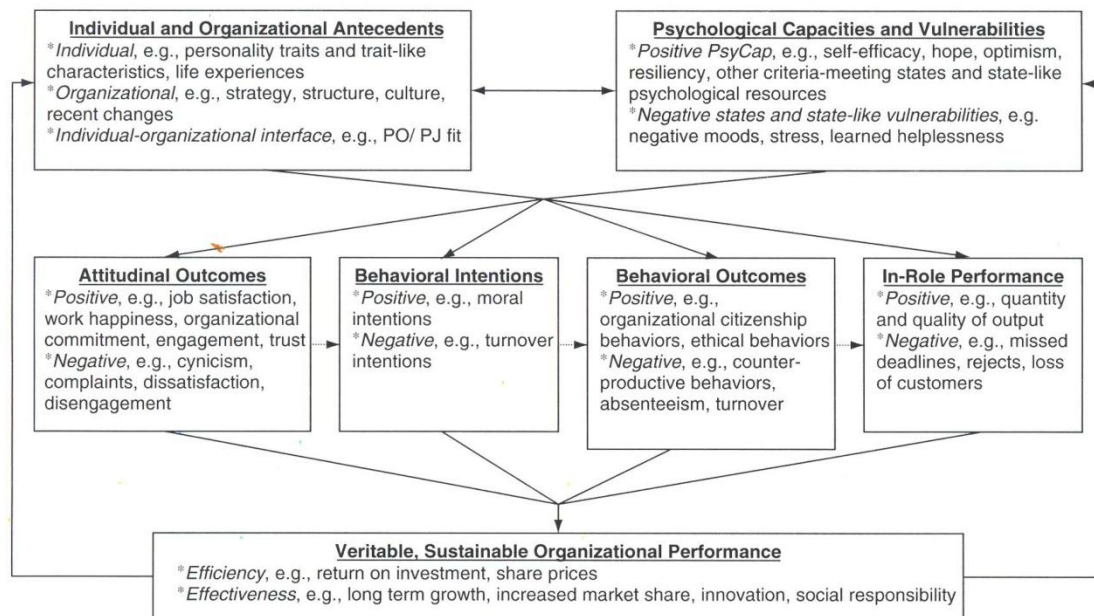 Individual and Organizational Antecedents
*Individual, e.g., personality traits and trait-like
characteristics, life experiences
*Organizational, e.g., strategy, structure, culture,
recent changes
*Individual-organizational interface, e.g., PO/ PJ fit
Psychological Capacities and Vulnerabilities
*Positive PsyCap, e.g., self-efficacy, hope, optimism,
resiliency, other criteria-meeting states and state-like
psychological resources
*Negative states and state-like vulnerabilities, e.g.
negative moods, stress, learned helplessness
Attitudinal Outcomes
*Positive, e.g., job satisfaction,
work happiness, organizational
commitment, engagement, trust
*Negative, e.g., cynicism,
complaints, dissatisfaction,
disengagement
Behavioral Intentions
*Positive, e.g., moral
intentions
*Negative, e.g., turnover
intentions
Behavioral Outcomes
*Positive, e.g.,
organizational citizenship
behaviors, ethical behaviors
*Negative, e.g., counter-
productive behaviors,
absenteeism, turnover
In-Role Performance
*Positive, e.g., quantity
and quality of output
*Negative, e.g., missed
deadlines, rejects, loss
of customers
Veritable, Sustainable Organizational Performance
*Efficiency, e.g., return on investment, share prices
*Effectiveness, e.g., long term growth, increased market share, innovation, social responsibility